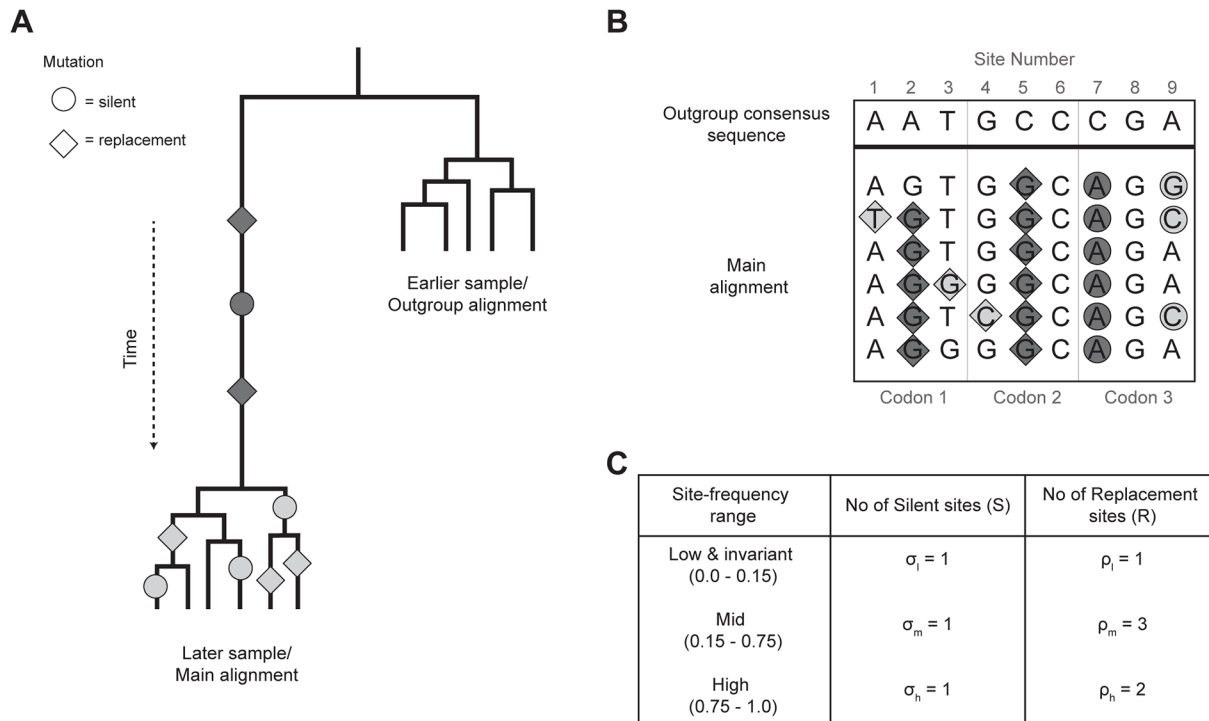 A
Mutation
= silent
= replacement
Time
Earlier sample/
Outgroup alignment
Later sample/
Main alignment
B
Site Number
1 2 3 4 5 6 7 8 9
Outgroup consensus
sequence
A A T G C C C G A
Main
alignment
A G T G G C A G G
T G T G G C A G C
A G T G G C A G A
A G G G G C A G A
A G T C G C A G C
A G G G G C A G A
Codon 1 Codon 2 Codon 3
C
Site-frequency
range
No of Silent sites (S)
No of Replacement
sites (R)
Low & invariant
(0.0 - 0.15)
σl = 1
ρl = 1
Mid
(0.15 - 0.75)
σm = 1
ρm = 3
High
(0.75 - 1.0)
σh = 1
ρh = 2